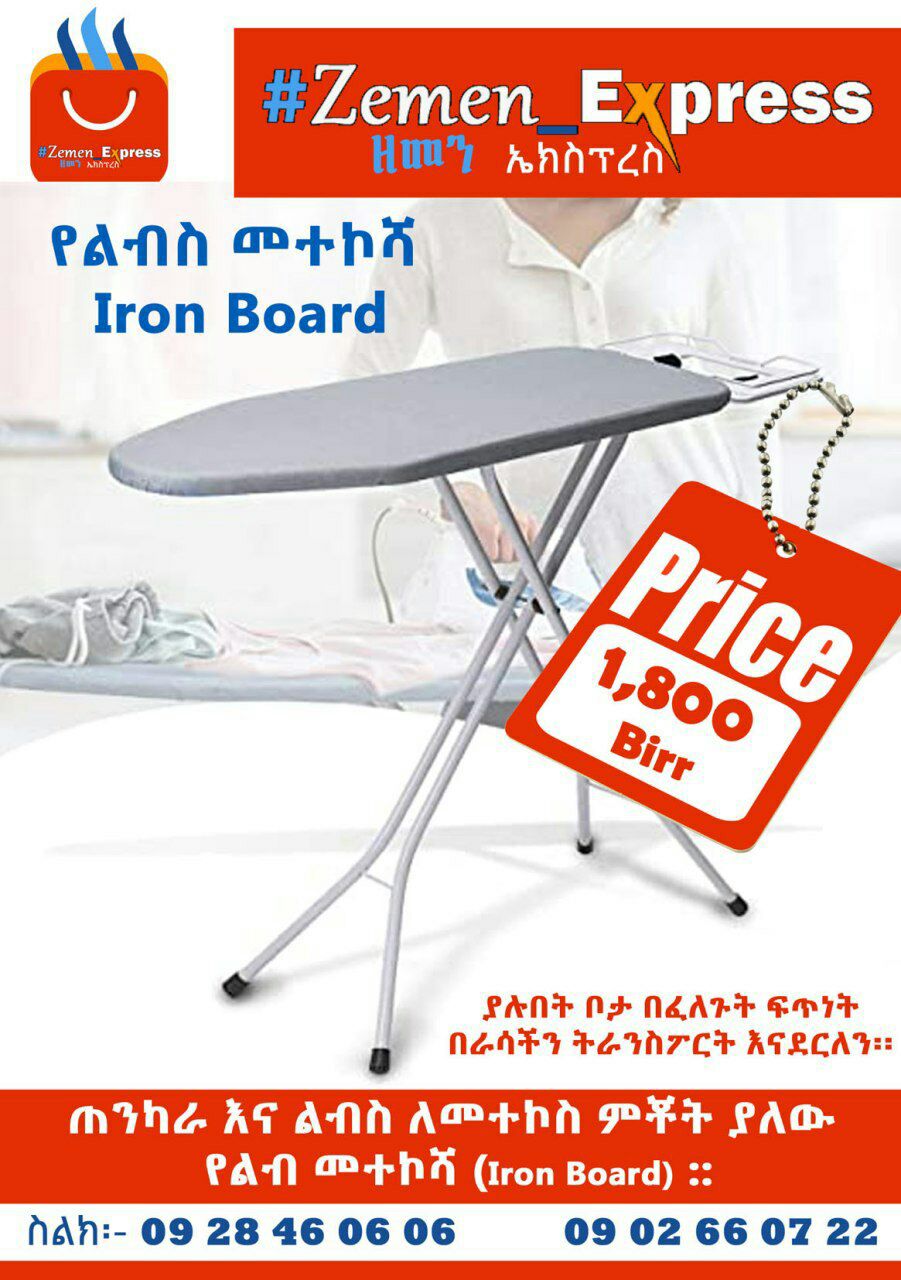 #Zemen_Express
ዘመን ኤክስፕረስ
#Zemen_Express
ዘመን ኤክስፕረስ
የልብስ መተኮሻ
Iron Board
Price
1,800
Birr
ያሉበት ቦታ በፈለጉት ፍጥነት
በራሳችን ትራንስፖርት እናደርሳለን።
ጠንካራ እና ልብስ ለመተኮስ ምቾት ያለው
የልብ መተኮሻ (Iron Board) ።
ስልክ፡- 09 28 46 06 06 09 02 66 07 22